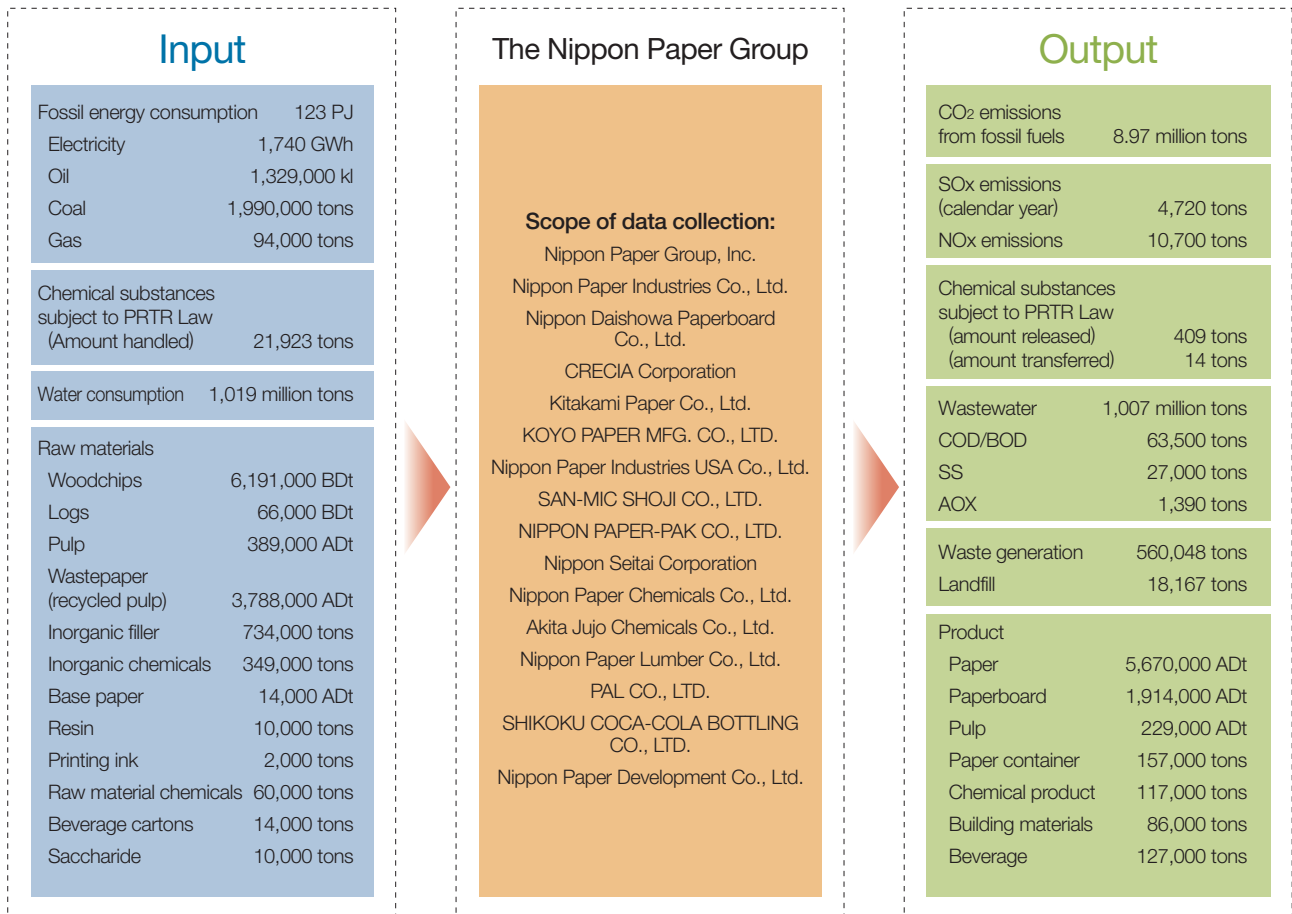 Input
Fossil energy consumption 123 PJ
Electricity 1,740 GWh
Oil 1,329,000 kl
Coal 1,990,000 tons
Gas 94,000 tons
Chemical substances
subject to PRTR Law
(Amount handled) 21,923 tons
Water consumption 1,019 million tons
Raw materials
Woodchips 6,191,000 BDt
Logs 66,000 BDt
Pulp 389,000 ADt
Wastepaper
(recycled pulp) 3,788,000 ADt
Inorganic filler 734,000 tons
Inorganic chemicals 349,000 tons
Base paper 14,000 ADt
Resin 10,000 tons
Printing ink 2,000 tons
Raw material chemicals 60,000 tons
Beverage cartons 14,000 tons
Saccharide 10,000 tons
The Nippon Paper Group
Scope of data collection:
Nippon Paper Group, Inc.
Nippon Paper Industries Co., Ltd.
Nippon Daishowa Paperboard
Co., Ltd.
CRECIA Corporation
Kitakami Paper Co., Ltd.
KOYO PAPER MFG. CO., LTD.
Nippon Paper Industries USA Co., Ltd.
SAN-MIC SHOJI CO., LTD.
NIPPON PAPER-PAK CO., LTD.
Nippon Seitai Corporation
Nippon Paper Chemicals Co., Ltd.
Akita Jujo Chemicals Co., Ltd.
Nippon Paper Lumber Co., Ltd.
PAL CO., LTD.
SHIKOKU COCA-COLA BOTTLING
CO., LTD.
Nippon Paper Development Co., Ltd.
Output
CO2 emissions
from fossil fuels 8.97 million tons
SOx emissions
(calendar year) 4,720 tons
NOx emissions 10,700 tons
Chemical substances
subject to PRTR Law
(amount released) 409 tons
(amount transferred) 14 tons
Wastewater 1,007 million tons
COD/BOD 63,500 tons
SS 27,000 tons
AOX 1,390 tons
Waste generation 560,048 tons
Landfill 18,167 tons
Product
Paper 5,670,000 ADt
Paperboard 1,914,000 ADt
Pulp 229,000 ADt
Paper container 157,000 tons
Chemical product 117,000 tons
Building materials 86,000 tons
Beverage 127,000 tons